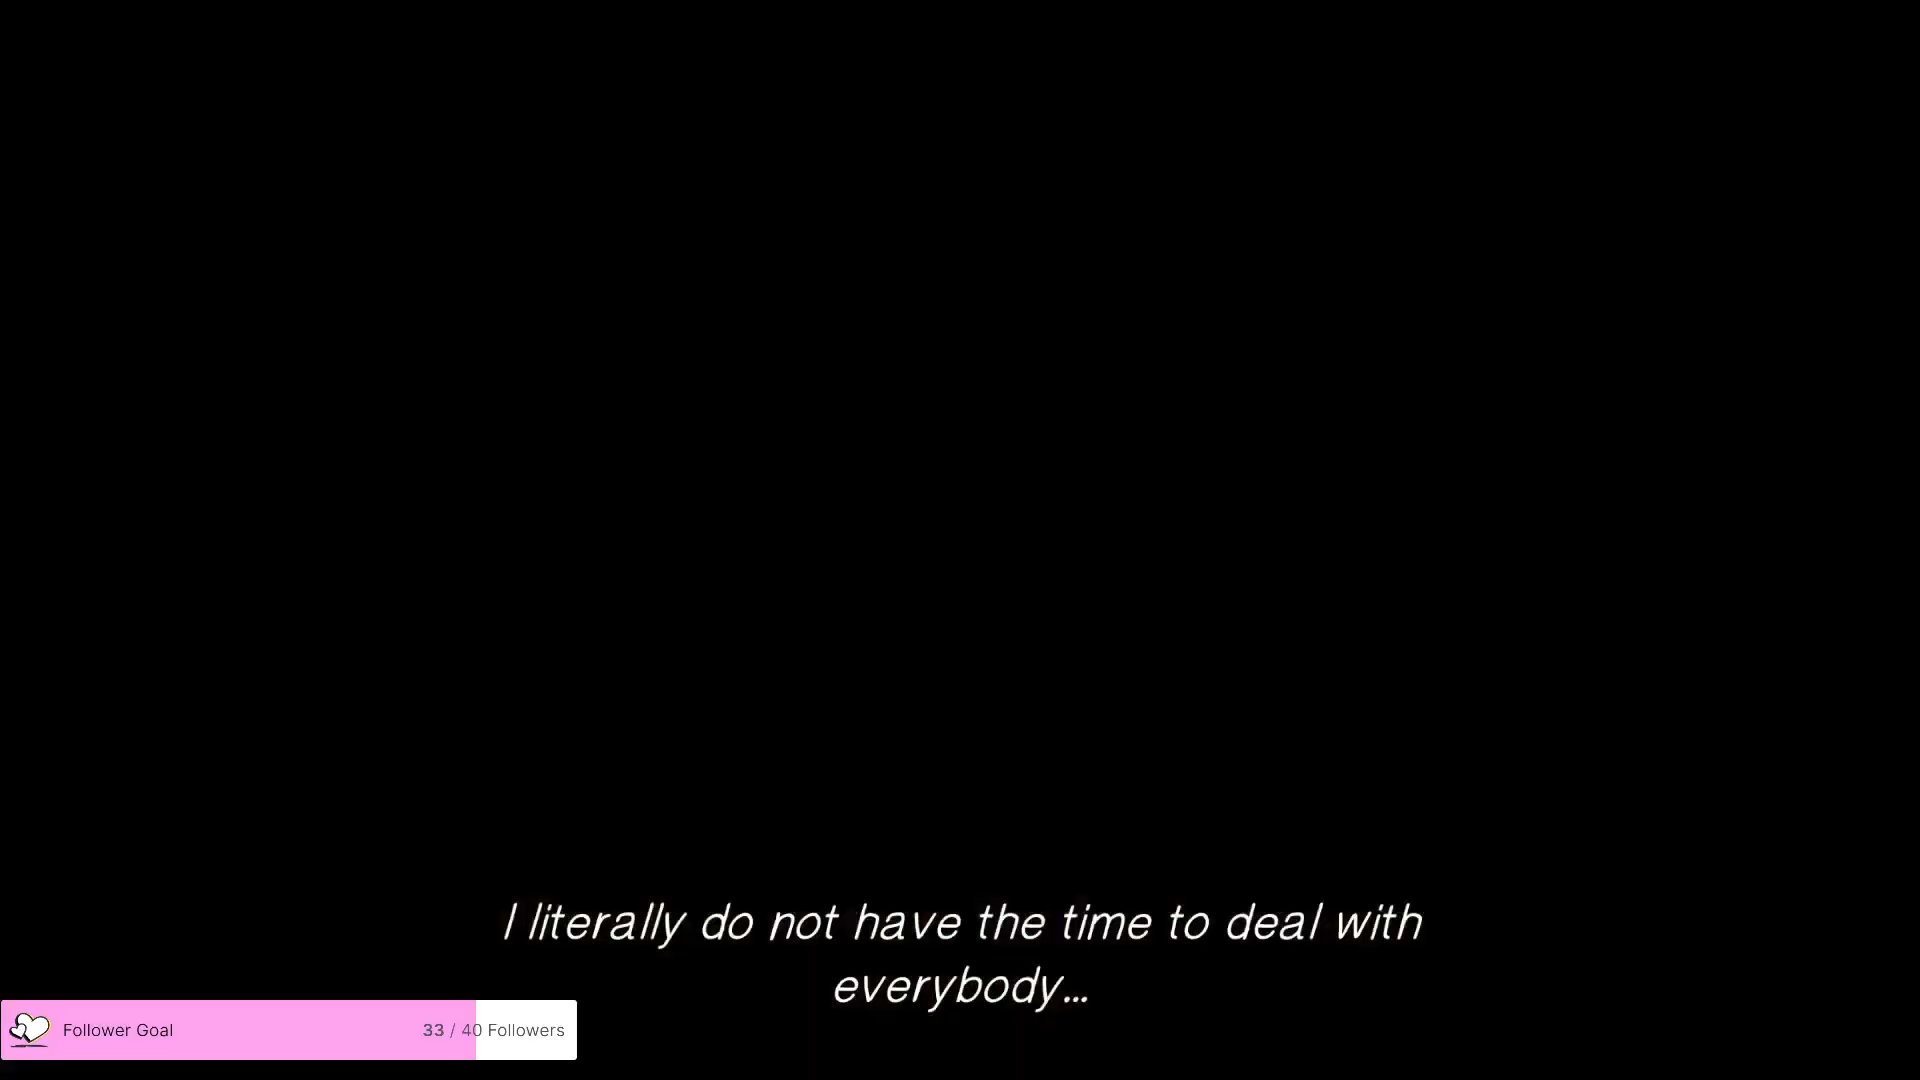 I literally do not have the time to deal with
everybody...
Follower Goal 33 / 40 Followers